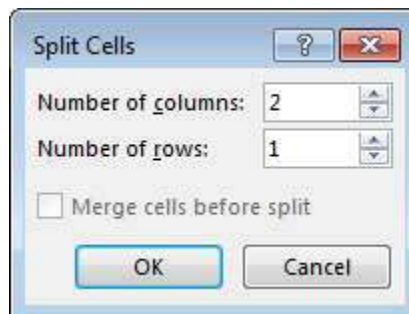 Split Cells
?
Number of columns: 2
Number of rows: 1
Merge cells before split
OK Cancel